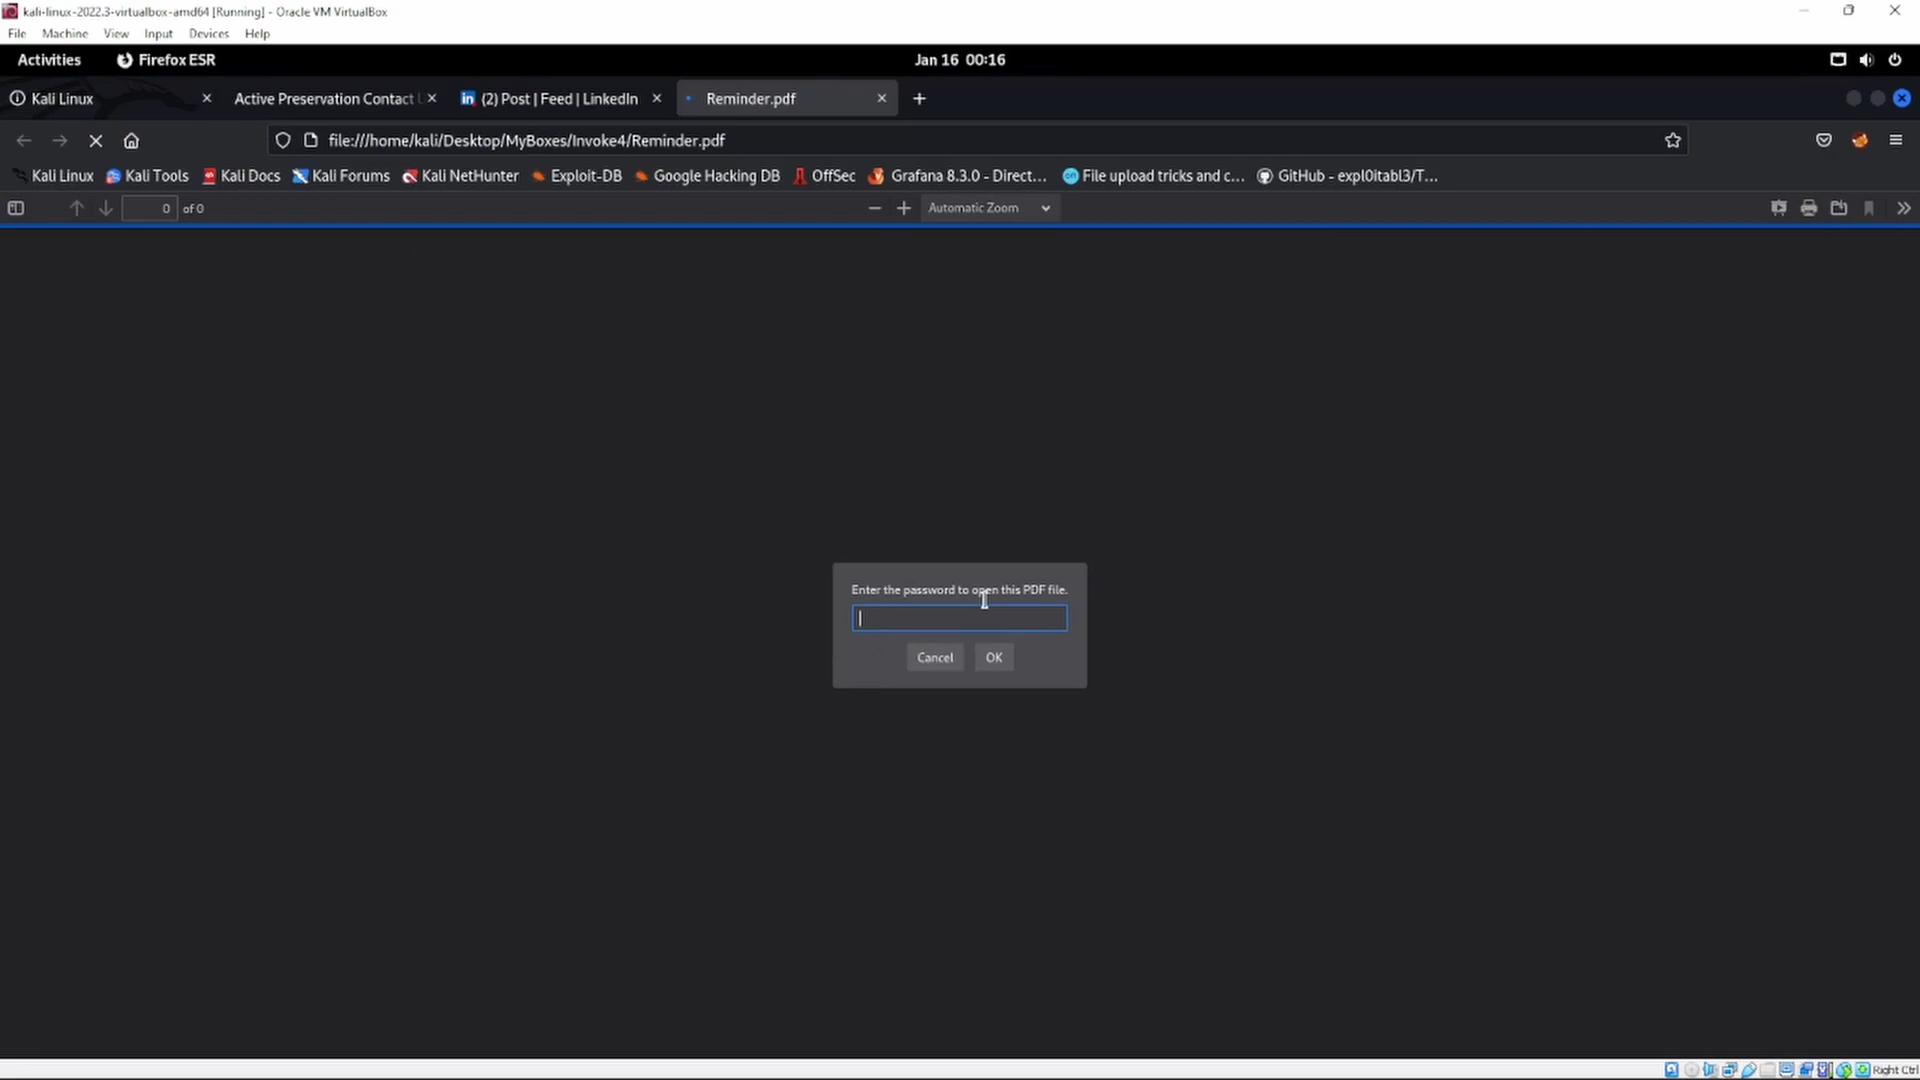 kali-linux-2022.3-virtualbox-amd64 [Running] - Oracle VM VirtualBox
File Machine View Input Devices Help
Activities Firefox ESR Jan 16 00:16
Kali Linux Active Preservation Contact (2) Post | Feed | LinkedIn Reminder.pdf
file:///home/kali/Desktop/MyBoxes/Invoke4/Reminder.pdf
Kali Linux Kali Tools Kali Docs Kali Forums Kali NetHunter Exploit-DB Google Hacking DB OffSec Grafana 8.3.0 - Direct... File upload tricks and c... GitHub - expl0itabl3/T...
0 of 0 Automatic Zoom
Enter the password to open this PDF file.
Cancel OK
Right Ctrl